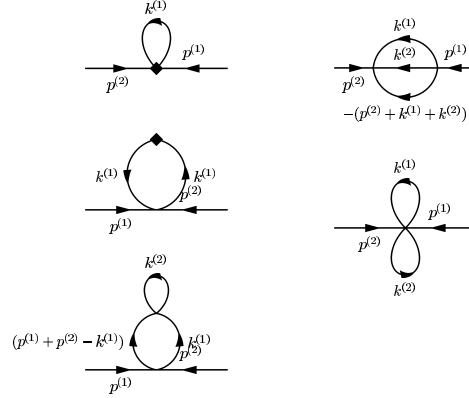 k^{(1)}
p^{(1)}
p^{(2)}
k^{(1)}
k^{(2)}
p^{(1)}
p^{(2)}
-(p^{(2)} + k^{(1)} + k^{(2)})
k^{(1)}
k^{(1)}
p^{(2)}
p^{(1)}
k^{(1)}
p^{(1)}
p^{(2)}
k^{(2)}
k^{(2)}
(p^{(1)} + p^{(2)} - k^{(1)})
k^{(1)}
p^{(2)}
p^{(1)}